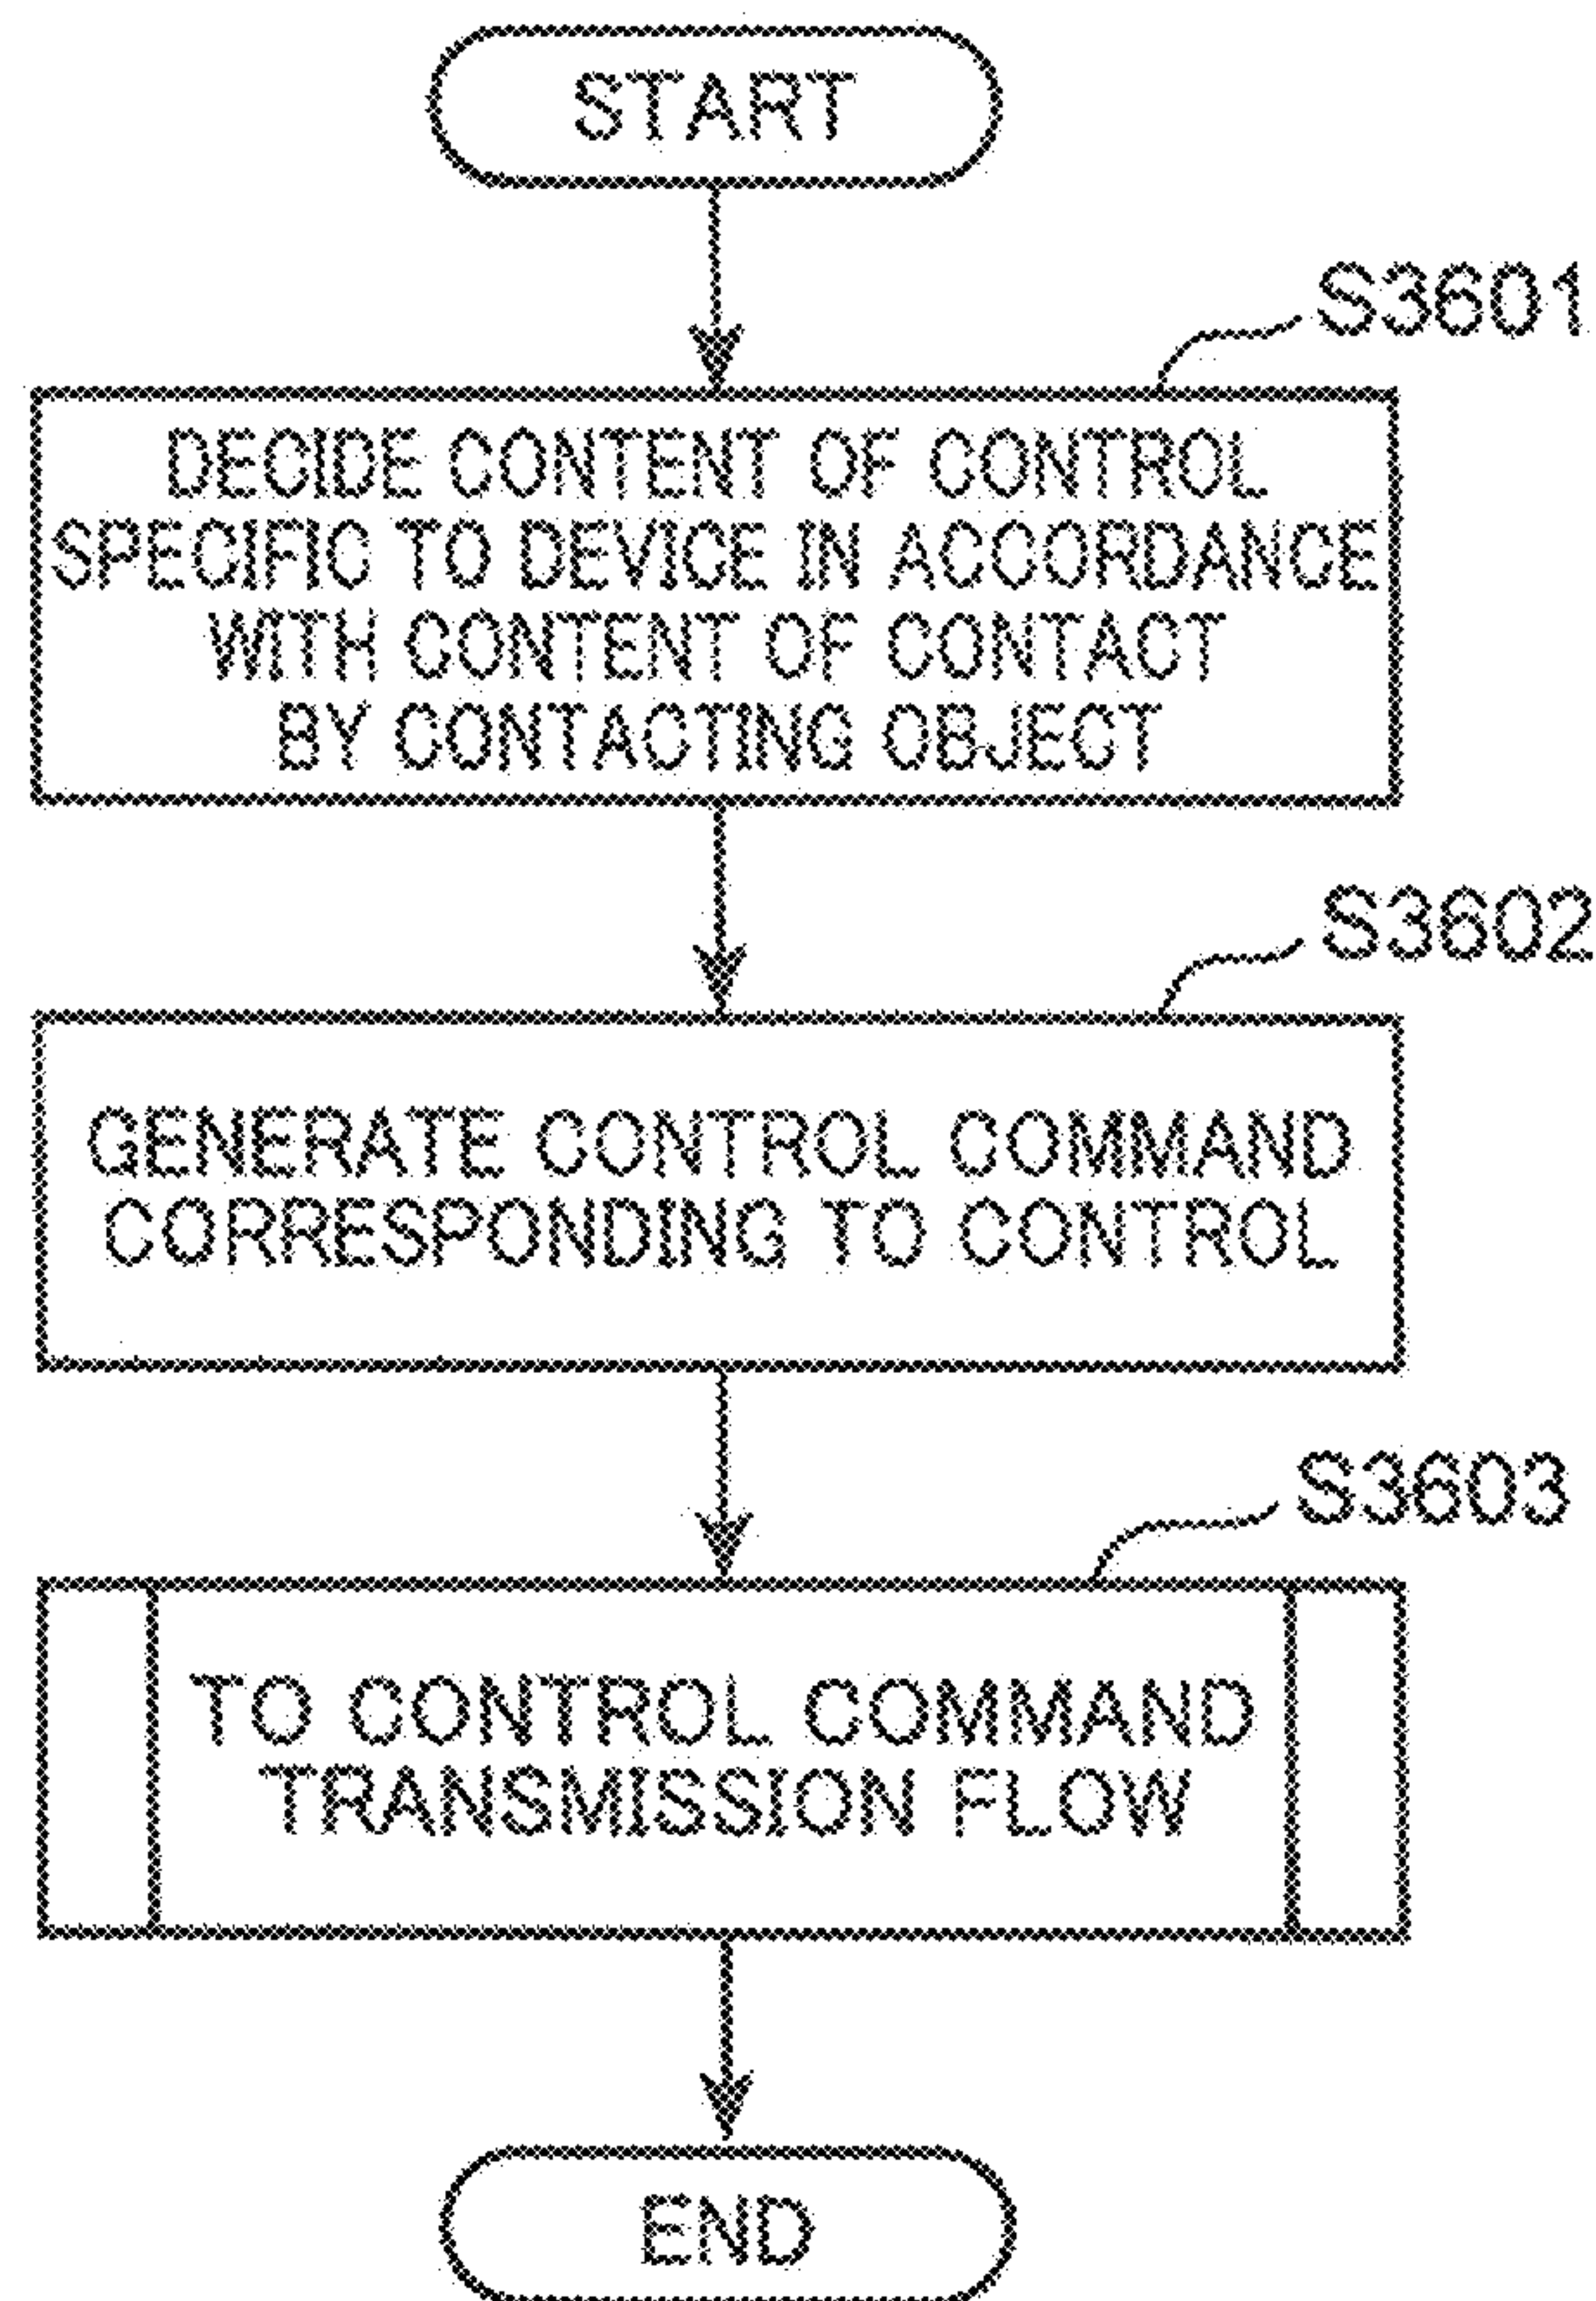 START
S3601
DECIDE CONTENT OF CONTROL
SPECIFIC TO DEVICE IN ACCORDANCE
WITH CONTENT OF CONTACT
BY CONTACTING OBJECT
S3602
GENERATE CONTROL COMMAND
CORRESPONDING TO CONTROL
S3603
TO CONTROL COMMAND
TRANSMISSION FLOW
END